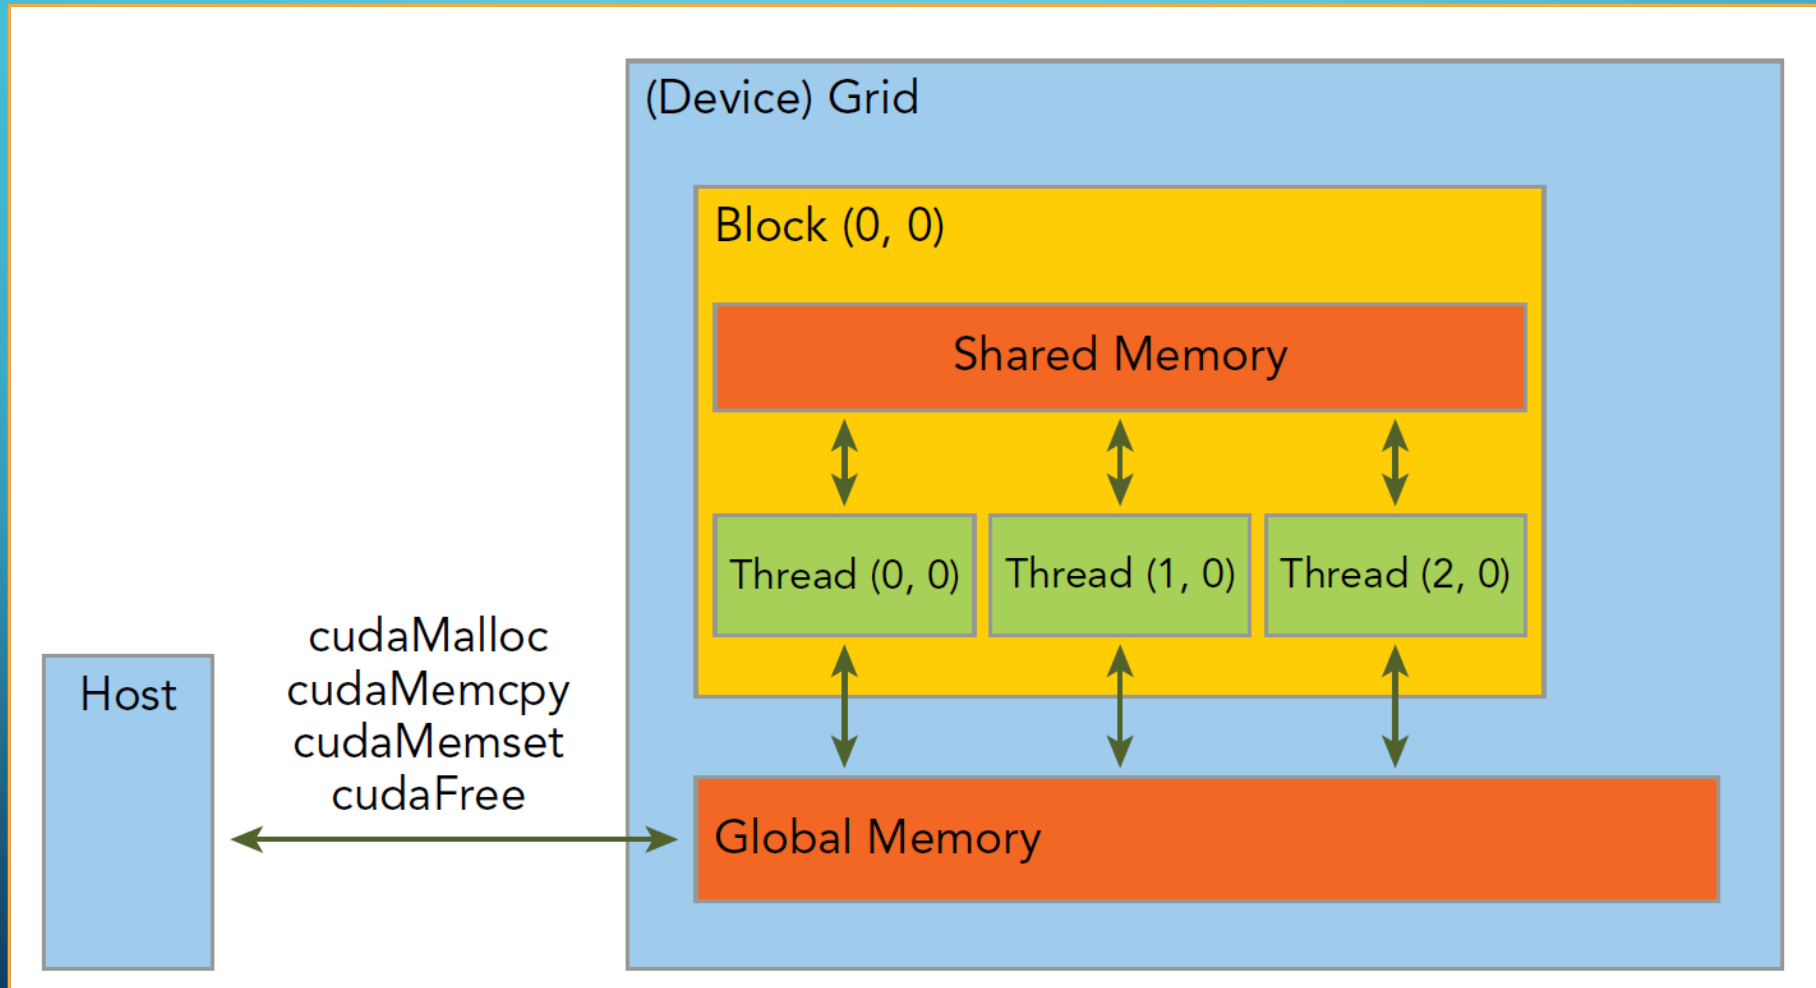 (Device) Grid
Block (0, 0)
Shared Memory
Thread (0, 0)
Thread (1, 0)
Thread (2, 0)
cudaMalloc
cudaMemcpy
cudaMemset
cudaFree
Host
Global Memory